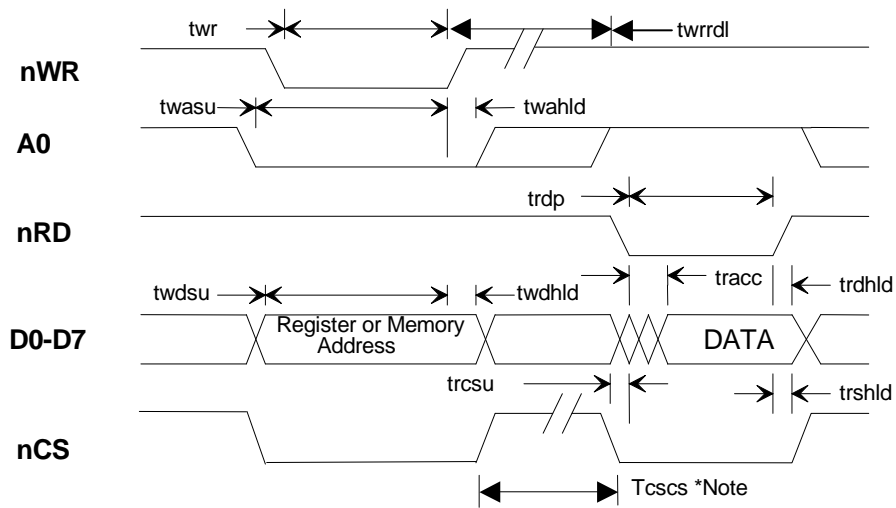 twr
twrrdl
nWR
twasu
twahld
A0
trdp
nRD
tracc
trdhld
twdsu
twdhld
D0-D7
Register or Memory
Address
DATA
trcsu
trshld
nCS
Tcscs *Note